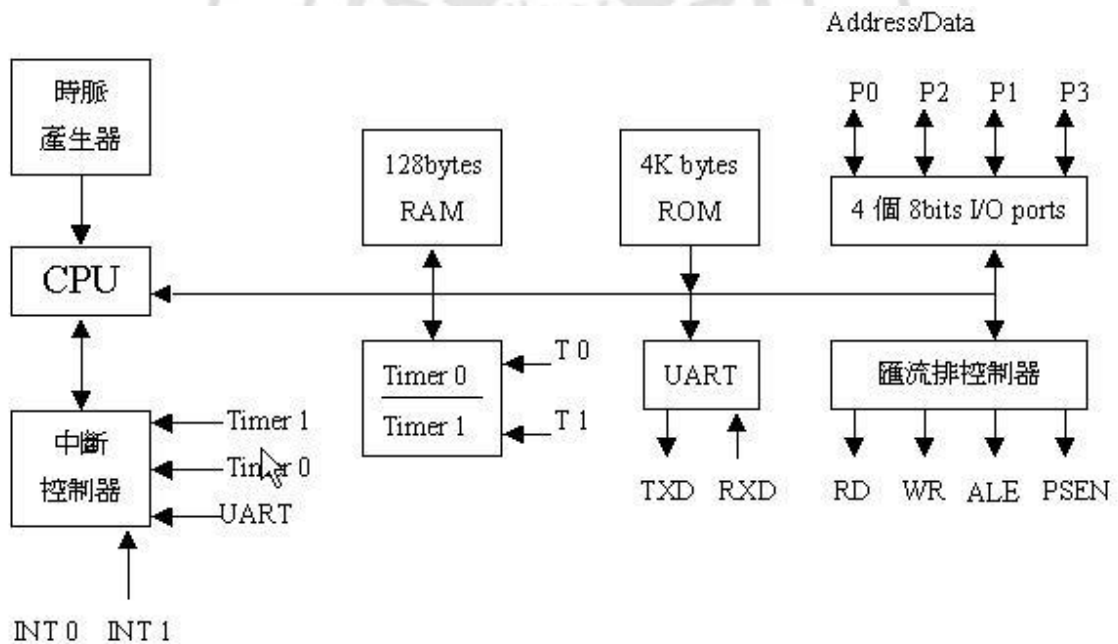 Address/Data
P0 P2 P1 P3
時脈
產生器
128bytes
RAM
4K bytes
ROM
4 個 8bits I/O ports
CPU
Timer 0
Timer 1
T 0
T 1
UART
匯流排控制器
中斷
控制器
Timer 1
Timer 0
UART
TXD RXD
RD WR ALE PSEN
INT 0 INT 1